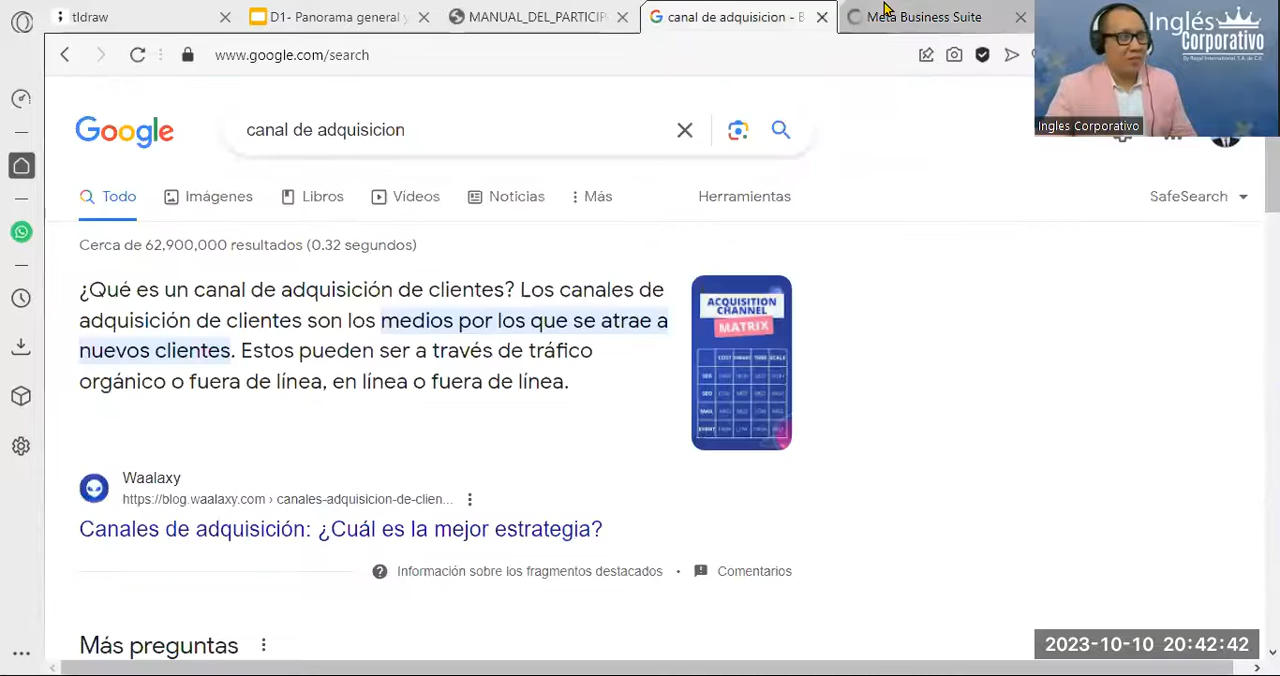 tldraw
D1- Panorama general y
MANUAL_DEL_PARTICIP
canal de adquisicion - B
Meta Business Suite
www.google.com/search
Inglés
Corporativo
By Regal International, S.A. de C.V.
Ingles Corporativo
Google
canal de adquisicion
Todo
Imágenes
Libros
Vídeos
Noticias
Más
Herramientas
SafeSearch
Cerca de 62,900,000 resultados (0.32 segundos)
¿Qué es un canal de adquisición de clientes? Los canales de
adquisición de clientes son los medios por los que se atrae a
nuevos clientes. Estos pueden ser a través de tráfico
orgánico o fuera de línea, en línea o fuera de línea.
ACQUISITION
CHANNEL
MATRIX
Waalaxy
https://blog.waalaxy.com › canales-adquisicion-de-clien...
Canales de adquisición: ¿Cuál es la mejor estrategia?
Información sobre los fragmentos destacados
•
Comentarios
Más preguntas
2023-10-10 20:42:42